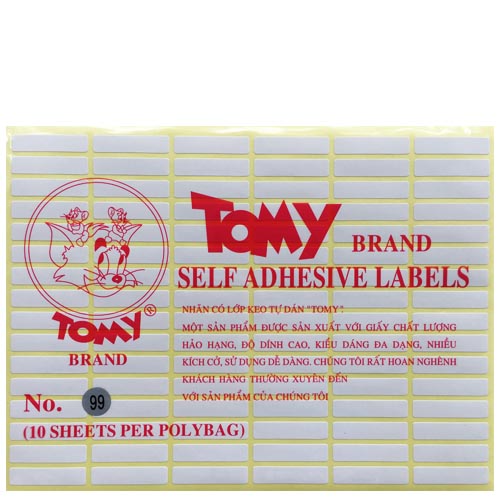 TOMY BRAND
SELF ADHESIVE LABELS
TOMY®
BRAND
NHÃN CÓ LỚP KEO TỰ DÁN "TOMY".
MỘT SẢN PHẨM ĐƯỢC SẢN XUẤT VỚI GIẤY CHẤT LƯỢNG
HẢO HẠNG, ĐỘ DÍNH CAO, KIỂU DÁNG ĐA DẠNG, NHIỀU
KÍCH CỞ, SỬ DỤNG DỄ DÀNG. CHÚNG TÔI RẤT HOAN NGHÊNH
KHÁCH HÀNG THƯỜNG XUYÊN ĐẾN
VỚI SẢN PHẨM CỦA CHÚNG TÔI
No. 99
(10 SHEETS PER POLYBAG)